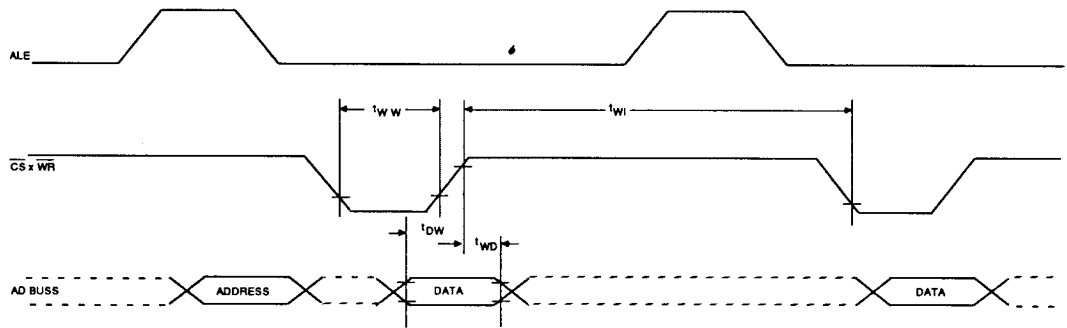 ALE
tWW
tWI
CS x WR
tDW
tWD
AD BUSS
ADDRESS
DATA
DATA